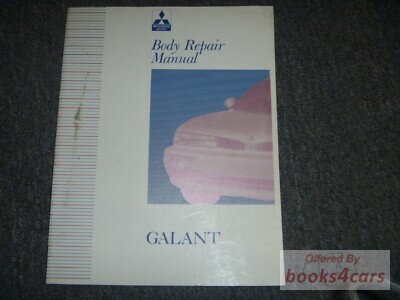 Body Repair
Manual
GALANT
Offered By
books4cars